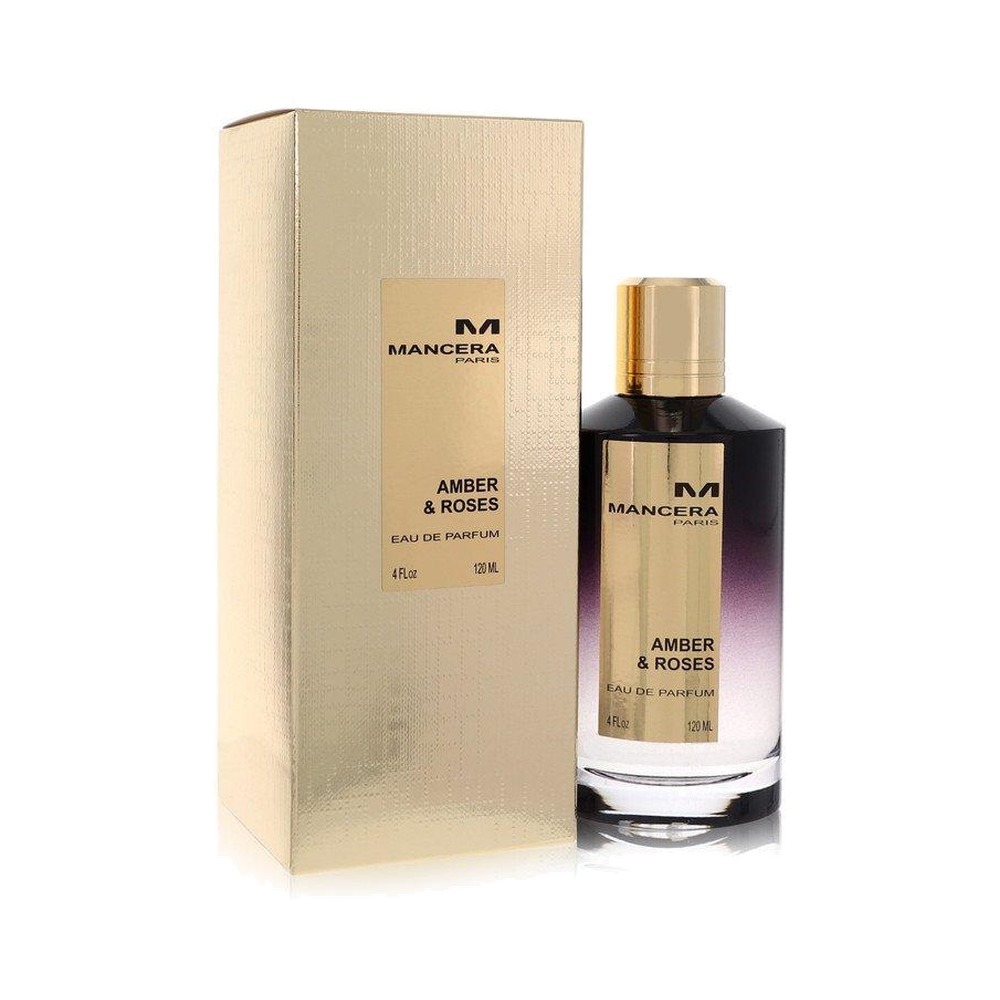 M
MANCERA
PARIS
AMBER
& ROSES
EAU DE PARFUM
4 FLoz 120 ML
M
MANCERA
PARIS
AMBER
& ROSES
EAU DE PARFUM
4 FLoz 120 ML